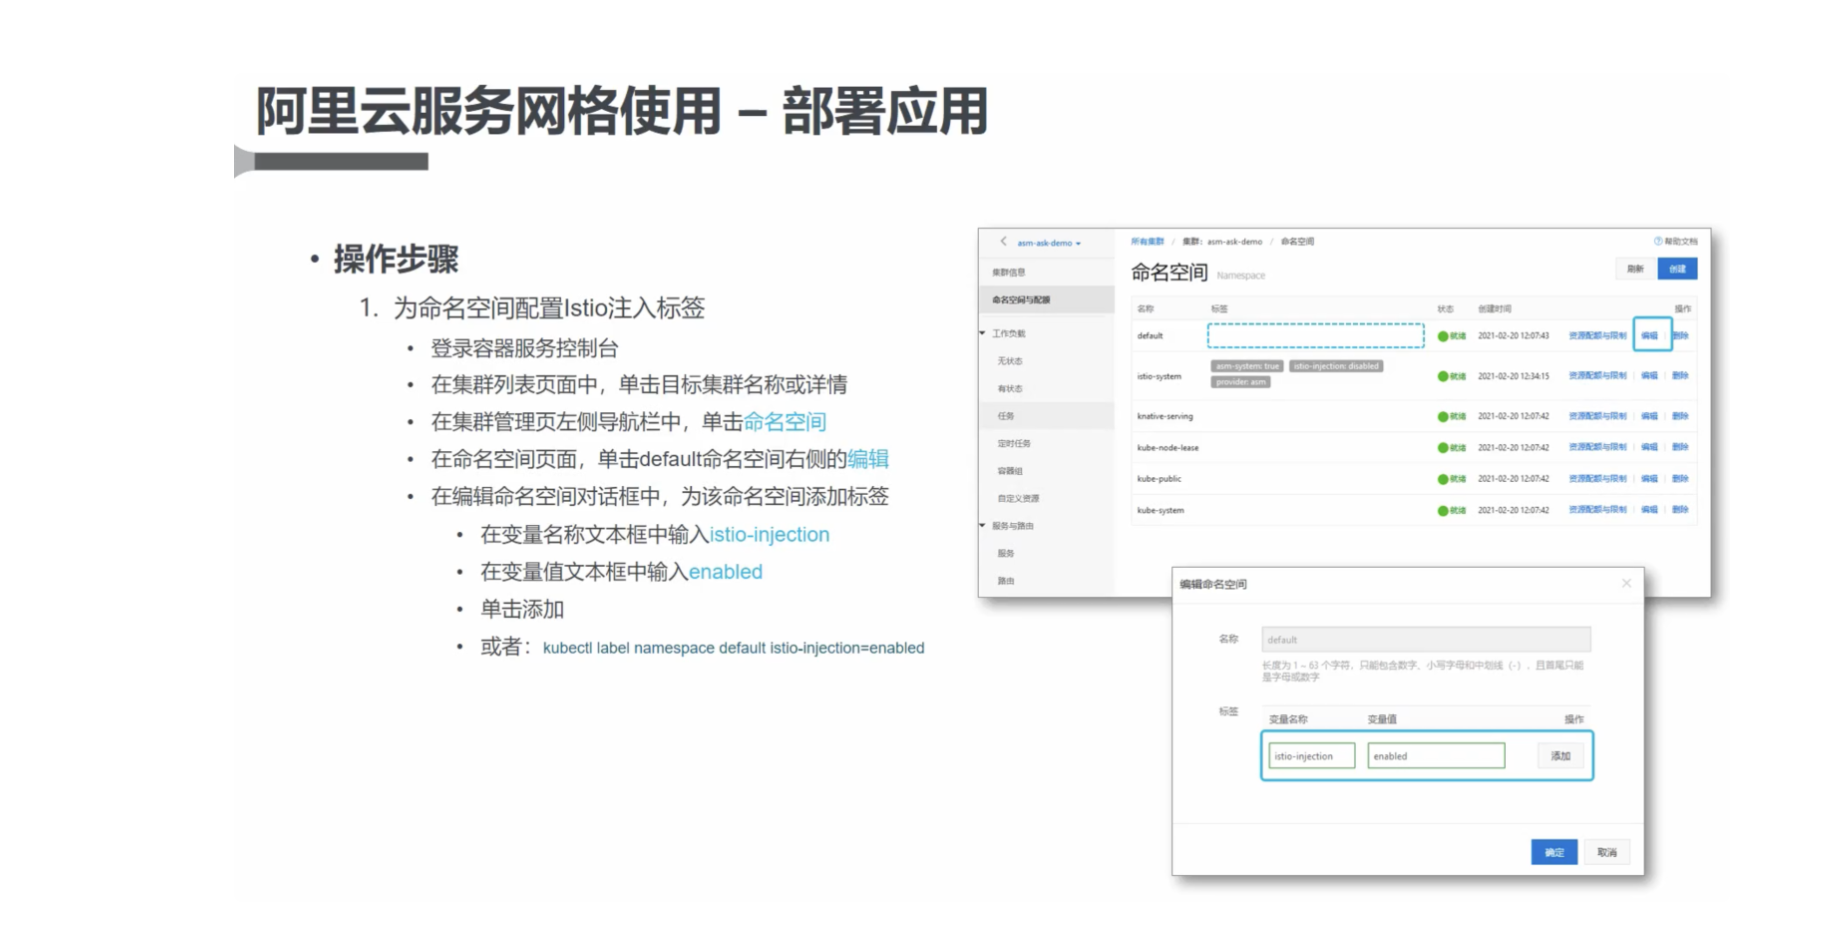 阿里云服务网格使用 – 部署应用
• 操作步骤
1. 为命名空间配置Istio注入标签
• 登录容器服务控制台
• 在集群列表页面中，单击目标集群名称或详情
• 在集群管理页左侧导航栏中，单击命名空间
• 在命名空间页面，单击default命名空间右侧的编辑
• 在编辑命名空间对话框中，为该命名空间添加标签
• 在变量名称文本框中输入istio-injection
• 在变量值文本框中输入enabled
• 单击添加
• 或者：kubectl label namespace default istio-injection=enabled
asm-ask-demo
集群信息
命名空间与配额
工作负载
无状态
有状态
任务
定时任务
容器组
自定义资源
服务与路由
服务
路由
所有集群 / 集群：asm-ask-demo / 命名空间
帮助文档
命名空间 Namespace
刷新 创建
名称 标签 状态 创建时间 操作
default 就绪 2021-02-20 12:07:43 资源配额与限制 编辑 删除
istio-system asm-system: true istio-injection: disabled provider: asm 就绪 2021-02-20 12:34:15 资源配额与限制 编辑 删除
knative-serving 就绪 2021-02-20 12:07:42 资源配额与限制 编辑 删除
kube-node-lease 就绪 2021-02-20 12:07:42 资源配额与限制 编辑 删除
kube-public 就绪 2021-02-20 12:07:42 资源配额与限制 编辑 删除
kube-system 就绪 2021-02-20 12:07:42 资源配额与限制 编辑 删除
编辑命名空间
名称 default
长度为 1 ~ 63 个字符，只能包含数字、小写字母和中划线（-），且首尾只能
是字母或数字
标签
变量名称 变量值 操作
istio-injection enabled 添加
确定 取消